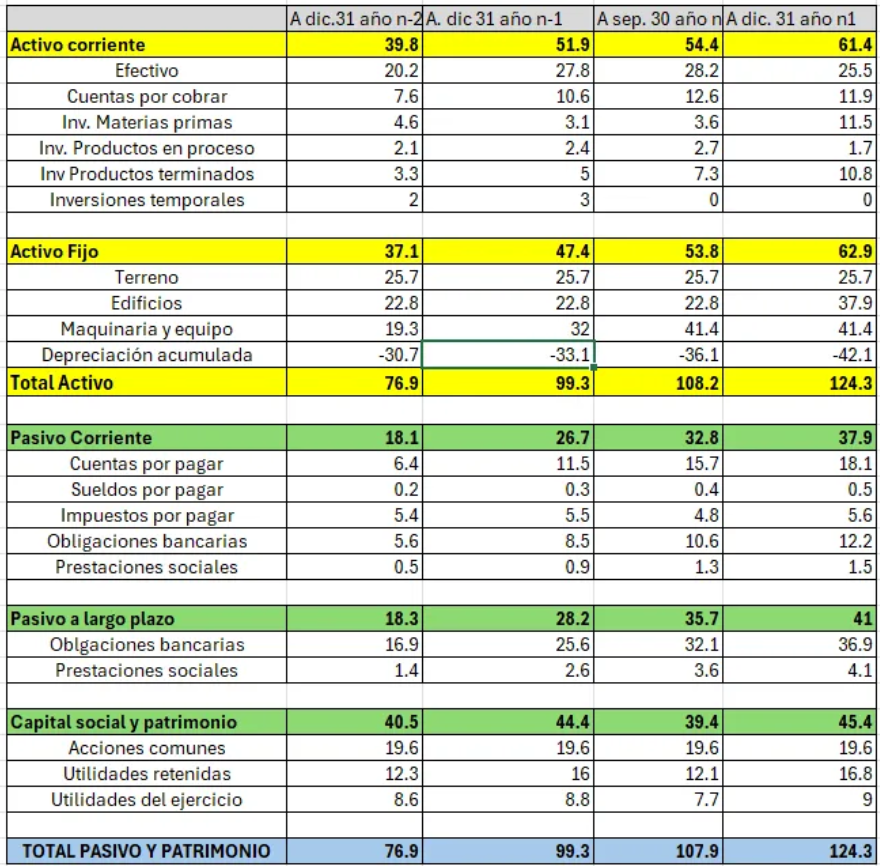 A dic.31 año n-2 A. dic 31 año n-1 A sep. 30 año n A dic. 31 año n1
Activo corriente 39.8 51.9 54.4 61.4
Efectivo 20.2 27.8 28.2 25.5
Cuentas por cobrar 7.6 10.6 12.6 11.9
Inv. Materias primas 4.6 3.1 3.6 11.5
Inv. Productos en proceso 2.1 2.4 2.7 1.7
Inv Productos terminados 3.3 5 7.3 10.8
Inversiones temporales 2 3 0 0
Activo Fijo 37.1 47.4 53.8 62.9
Terreno 25.7 25.7 25.7 25.7
Edificios 22.8 22.8 22.8 37.9
Maquinaria y equipo 19.3 32 41.4 41.4
Depreciación acumulada -30.7 -33.1 -36.1 -42.1
Total Activo 76.9 99.3 108.2 124.3
Pasivo Corriente 18.1 26.7 32.8 37.9
Cuentas por pagar 6.4 11.5 15.7 18.1
Sueldos por pagar 0.2 0.3 0.4 0.5
Impuestos por pagar 5.4 5.5 4.8 5.6
Obligaciones bancarias 5.6 8.5 10.6 12.2
Prestaciones sociales 0.5 0.9 1.3 1.5
Pasivo a largo plazo 18.3 28.2 35.7 41
Oblgaciones bancarias 16.9 25.6 32.1 36.9
Prestaciones sociales 1.4 2.6 3.6 4.1
Capital social y patrimonio 40.5 44.4 39.4 45.4
Acciones comunes 19.6 19.6 19.6 19.6
Utilidades retenidas 12.3 16 12.1 16.8
Utilidades del ejercicio 8.6 8.8 7.7 9
TOTAL PASIVO Y PATRIMONIO 76.9 99.3 107.9 124.3